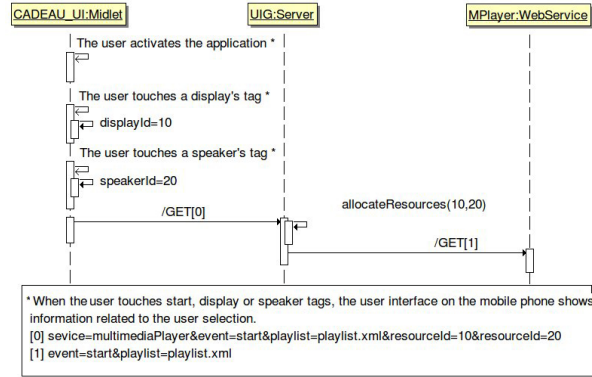 CADEAU_UI:Midlet
UIG:Server
MPlayer:WebService
The user activates the application *
The user touches a display's tag *
displayId=10
The user touches a speaker's tag *
speakerId=20
/GET[0]
allocateResources(10,20)
/GET[1]
* When the user touches start, display or speaker tags, the user interface on the mobile phone shows
information related to the user selection.
[0] sevice=multimediaPlayer&event=start&playlist=playlist.xml&resourceId=10&resourceId=20
[1] event=start&playlist=playlist.xml